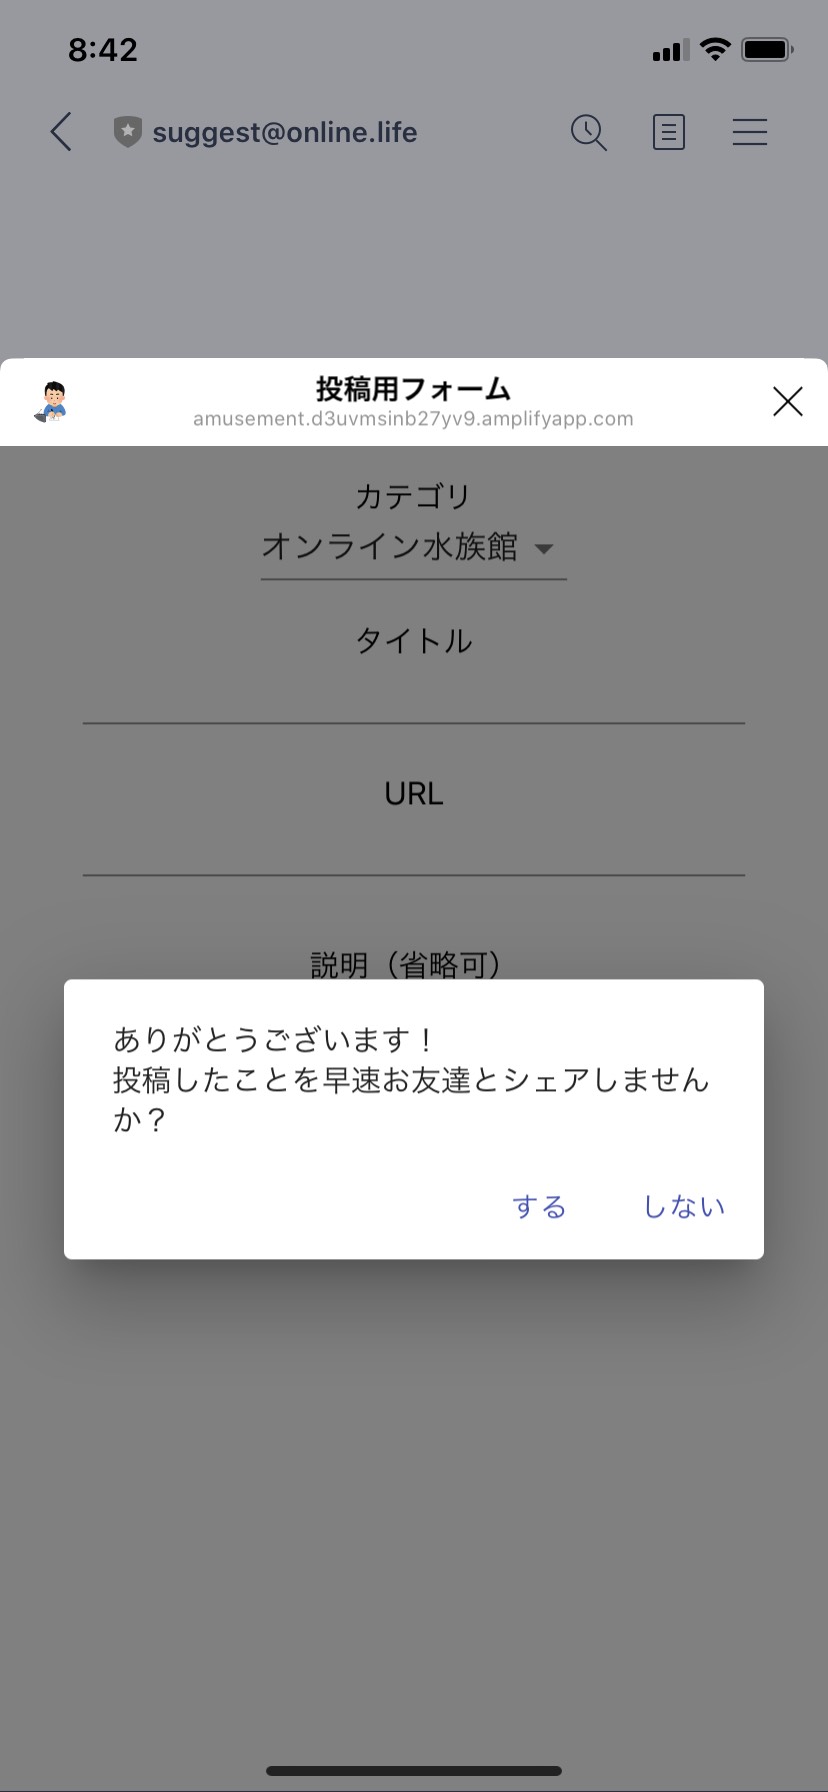 8:42
suggest@online.life
投稿用フォーム
amusement.d3uvmsinb27yv9.amplifyapp.com
カテゴリ
オンライン水族館
タイトル
URL
説明（省略可）
ありがとうございます！
投稿したことを早速お友達とシェアしません
か？
する しない